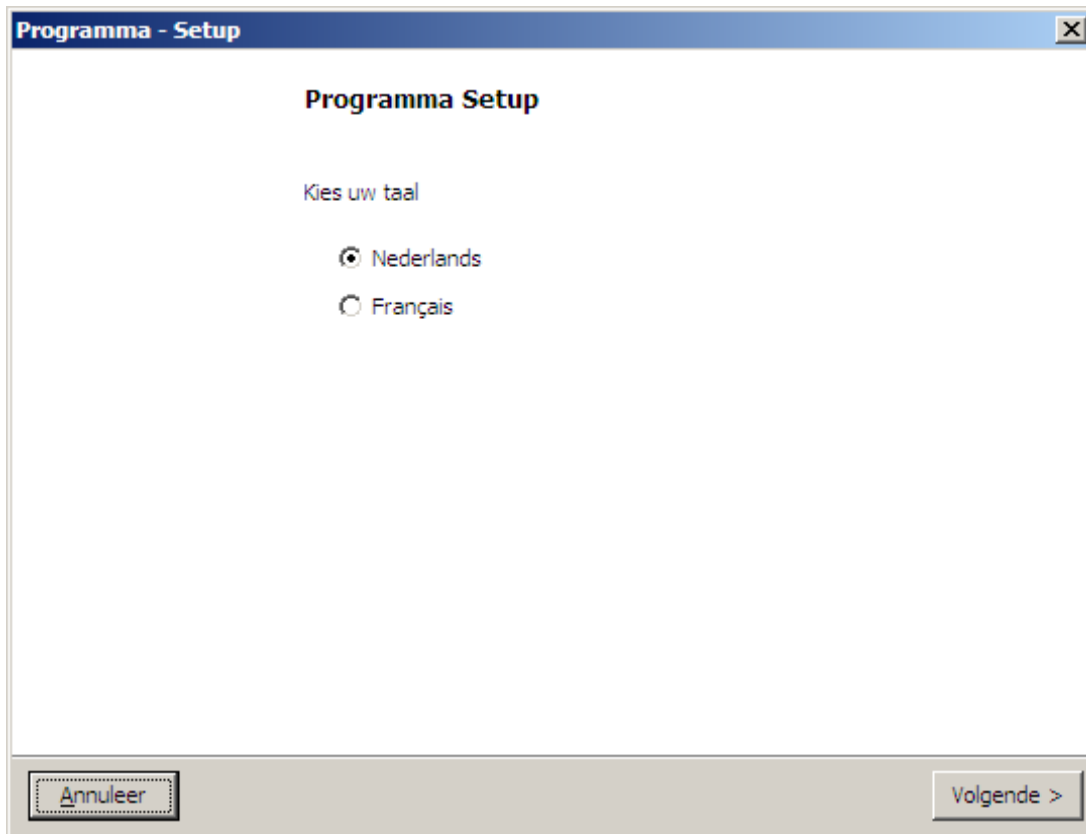 Programma - Setup
Programma Setup
Kies uw taal
Nederlands
Français
Annuleer
Volgende >